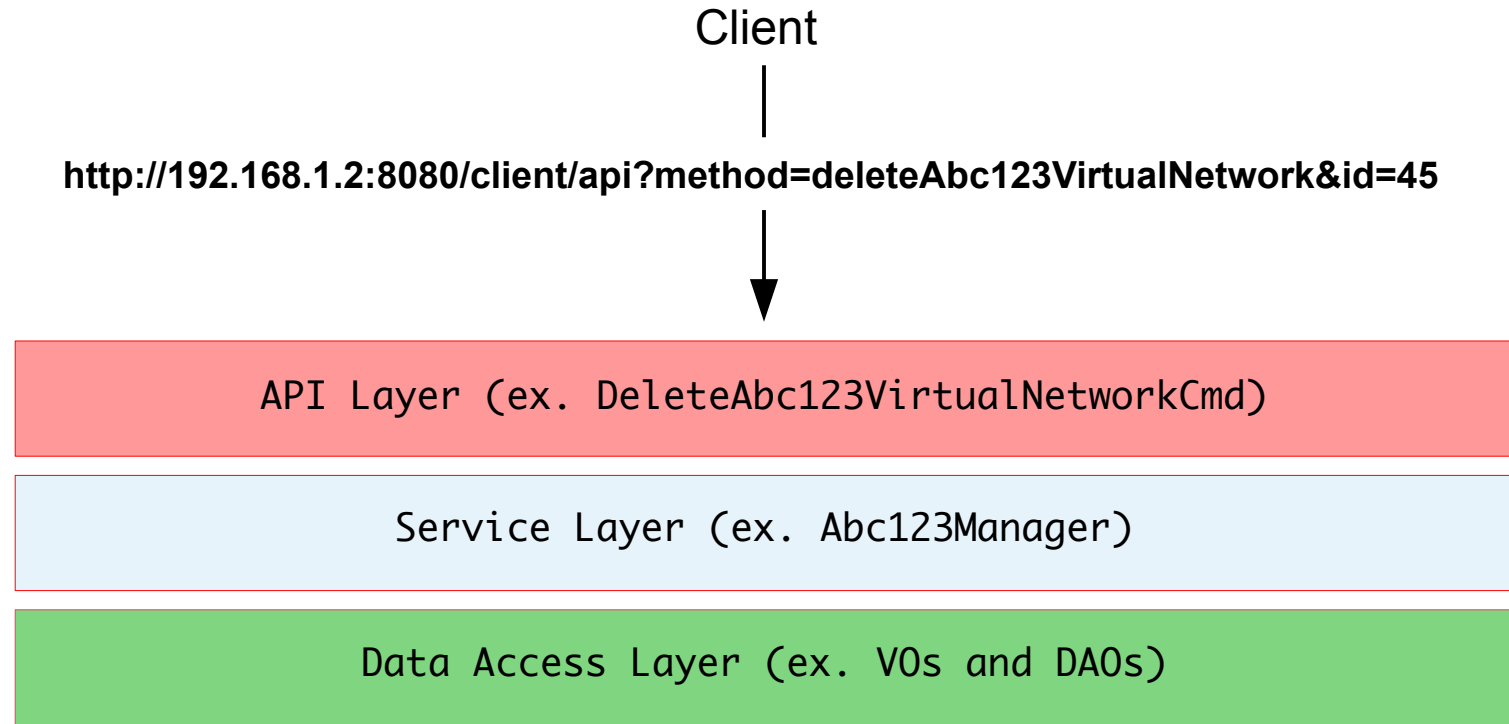 Client
http://192.168.1.2:8080/client/api?method=deleteAbc123VirtualNetwork&id=45
API Layer (ex. DeleteAbc123VirtualNetworkCmd)
Service Layer (ex. Abc123Manager)
Data Access Layer (ex. VOs and DAOs)